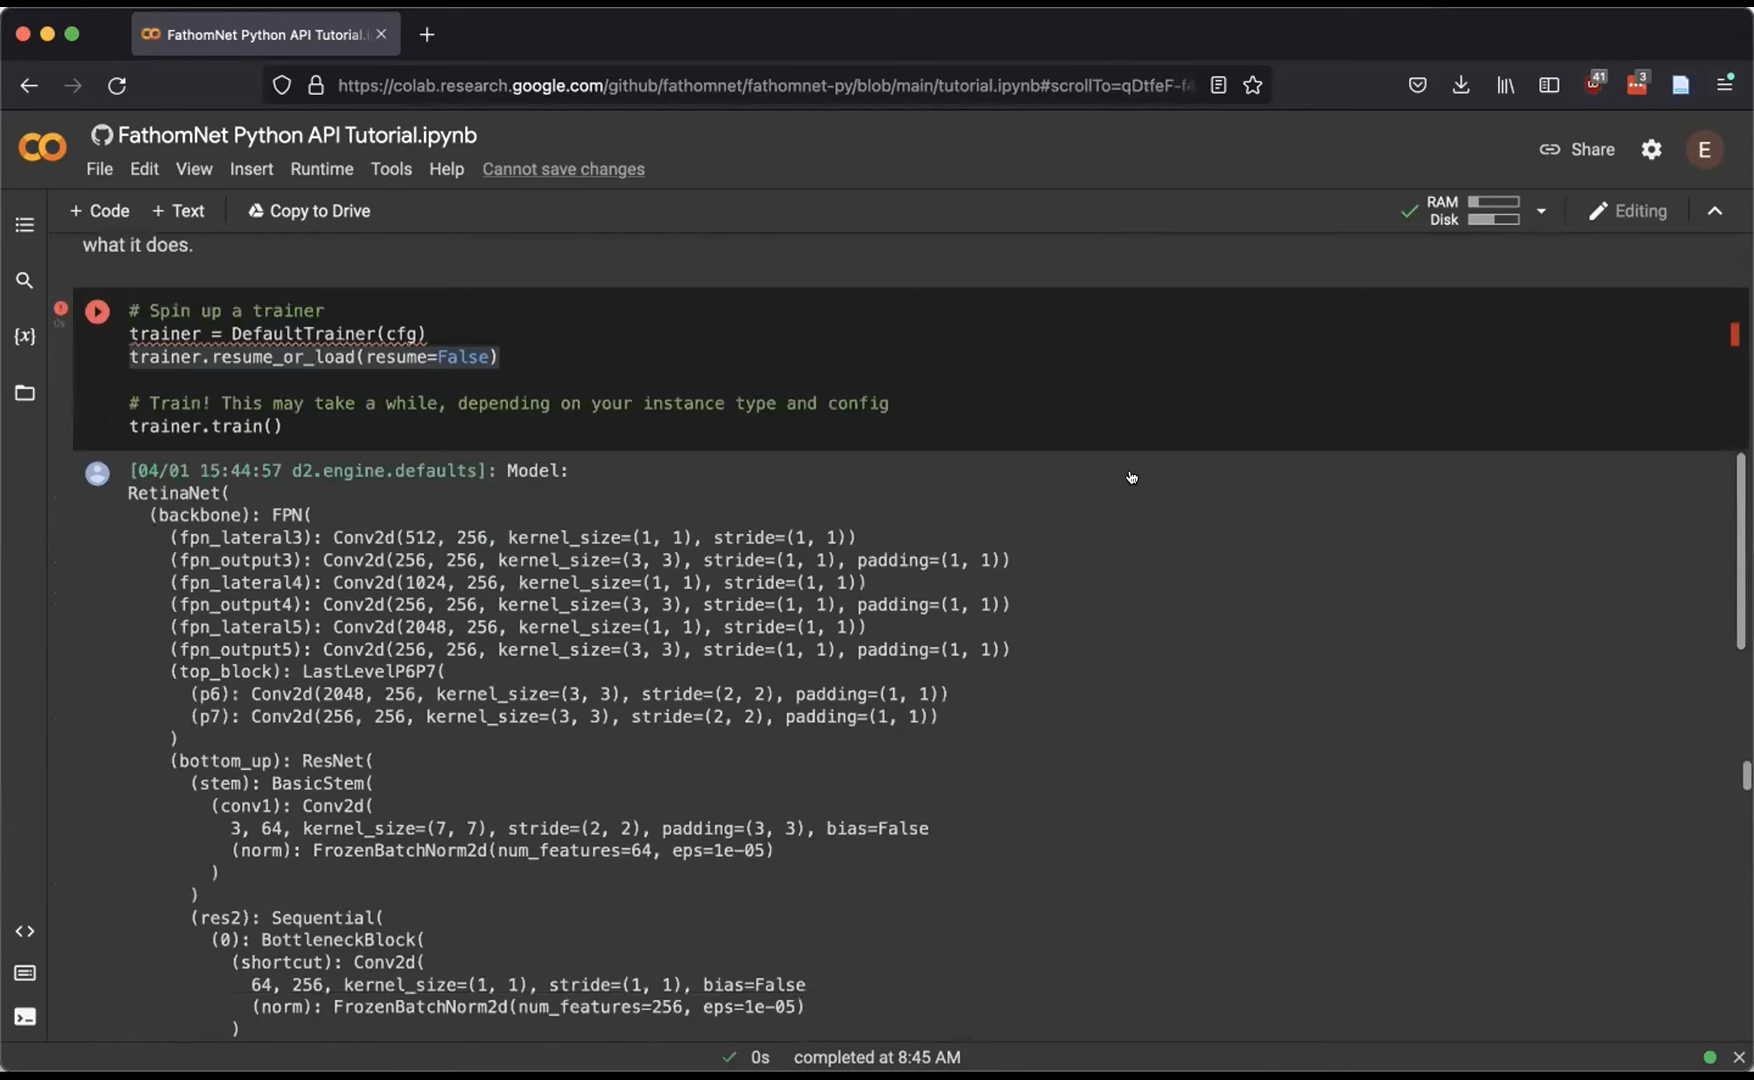 FathomNet Python API Tutorial.i
https://colab.research.google.com/github/fathomnet/fathomnet-py/blob/main/tutorial.ipynb#scrollTo=qDtfeF-f
41
3
FathomNet Python API Tutorial.ipynb
File Edit View Insert Runtime Tools Help Cannot save changes
Share
E
+ Code + Text Copy to Drive
RAM
Disk
Editing
what it does.
0s
# Spin up a trainer
trainer = DefaultTrainer(cfg)
trainer.resume_or_load(resume=False)
# Train! This may take a while, depending on your instance type and config
trainer.train()
[04/01 15:44:57 d2.engine.defaults]: Model:
RetinaNet(
(backbone): FPN(
(fpn_lateral3): Conv2d(512, 256, kernel_size=(1, 1), stride=(1, 1))
(fpn_output3): Conv2d(256, 256, kernel_size=(3, 3), stride=(1, 1), padding=(1, 1))
(fpn_lateral4): Conv2d(1024, 256, kernel_size=(1, 1), stride=(1, 1))
(fpn_output4): Conv2d(256, 256, kernel_size=(3, 3), stride=(1, 1), padding=(1, 1))
(fpn_lateral5): Conv2d(2048, 256, kernel_size=(1, 1), stride=(1, 1))
(fpn_output5): Conv2d(256, 256, kernel_size=(3, 3), stride=(1, 1), padding=(1, 1))
(top_block): LastLevelP6P7(
(p6): Conv2d(2048, 256, kernel_size=(3, 3), stride=(2, 2), padding=(1, 1))
(p7): Conv2d(256, 256, kernel_size=(3, 3), stride=(2, 2), padding=(1, 1))
)
(bottom_up): ResNet(
(stem): BasicStem(
(conv1): Conv2d(
3, 64, kernel_size=(7, 7), stride=(2, 2), padding=(3, 3), bias=False
(norm): FrozenBatchNorm2d(num_features=64, eps=1e-05)
)
)
(res2): Sequential(
(0): BottleneckBlock(
(shortcut): Conv2d(
64, 256, kernel_size=(1, 1), stride=(1, 1), bias=False
(norm): FrozenBatchNorm2d(num_features=256, eps=1e-05)
)
0s completed at 8:45 AM